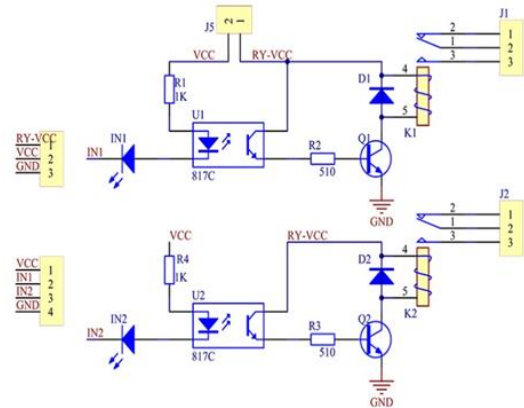 J5
2 1
VCC
RY-VCC
R1
1K
U1
817C
IN1
IN1
R2
510
D1
Q1
GND
4
5
K1
J1
2
1
3
1
2
3
RY-VCC
VCC
GND
1
2
3
VCC
IN1
IN2
GND
1
2
3
4
VCC
R4
1K
U2
817C
IN2
IN2
RY-VCC
R3
510
D2
Q2
GND
4
5
K2
J2
2
1
3
1
2
3